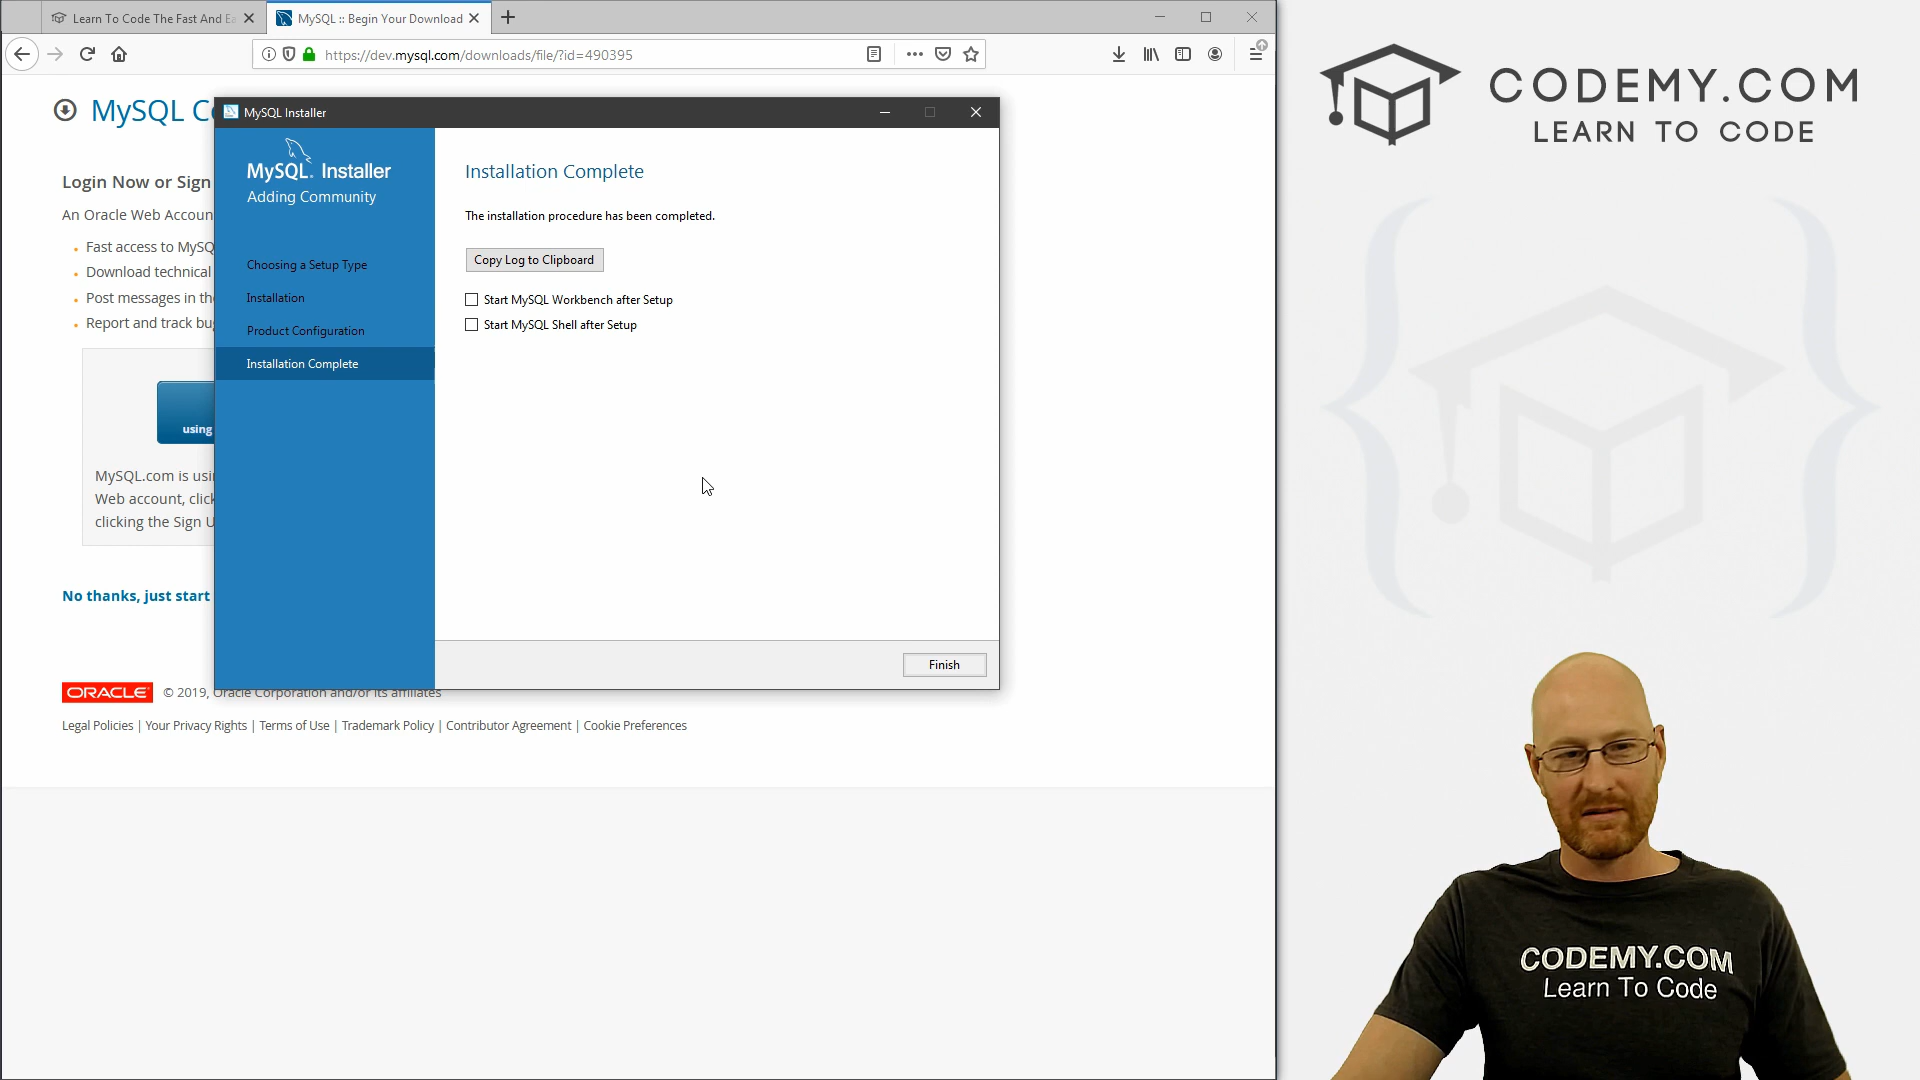 Learn To Code The Fast And Ea
MySQL :: Begin Your Download
https://dev.mysql.com/downloads/file/?id=490395
MySQL Co
Login Now or Sign
An Oracle Web Accoun
Fast access to MySQ
Download technical
Post messages in the
Report and track bug
using
MySQL.com is usin
Web account, click
clicking the Sign U
No thanks, just start
ORACLE © 2019, Oracle Corporation and/or its affiliates
Legal Policies | Your Privacy Rights | Terms of Use | Trademark Policy | Contributor Agreement | Cookie Preferences
MySQL Installer
MySQL Installer
Adding Community
Choosing a Setup Type
Installation
Product Configuration
Installation Complete
Installation Complete
The installation procedure has been completed.
Copy Log to Clipboard
Start MySQL Workbench after Setup
Start MySQL Shell after Setup
Finish
CODEMY.COM
LEARN TO CODE
CODEMY.COM
Learn To Code